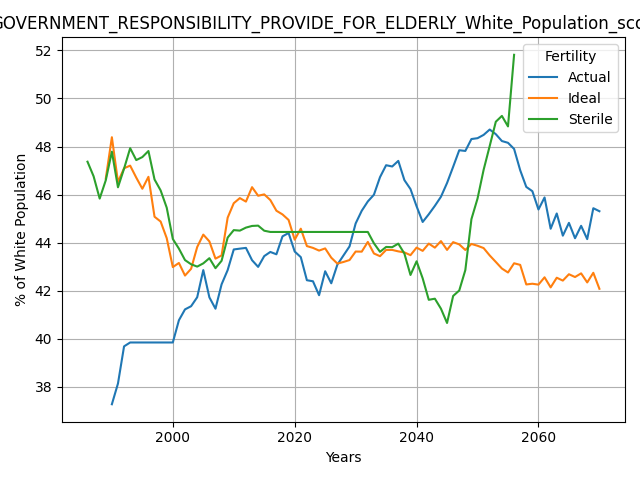 GOVERNMENT_RESPONSIBILITY_PROVIDE_FOR_ELDERLY_White_Population_sco
52
50
48
46
44
42
40
38
% of White Population
2000
2020
2040
2060
Years
Fertility
Actual
Ideal
Sterile